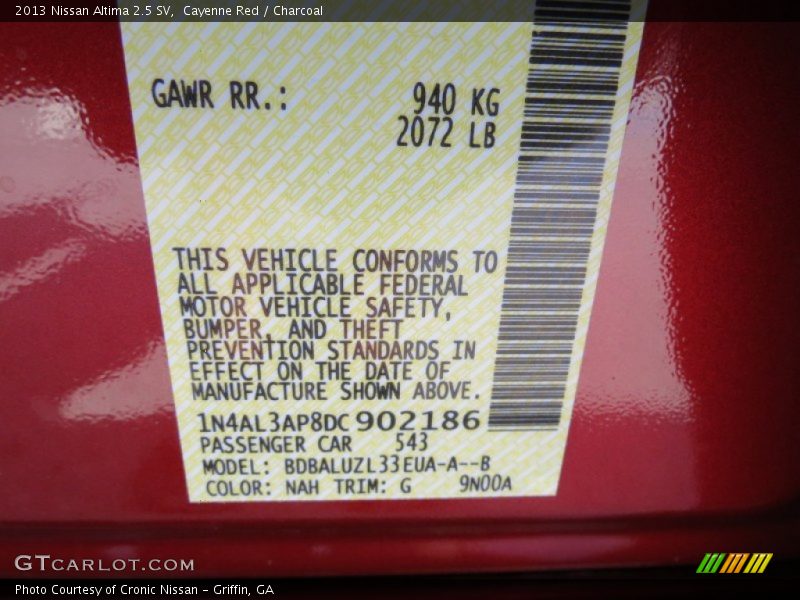 2013 Nissan Altima 2.5 SV, Cayenne Red / Charcoal
GAWR RR.: 940 KG
2072 LB
THIS VEHICLE CONFORMS TO
ALL APPLICABLE FEDERAL
MOTOR VEHICLE SAFETY,
BUMPER, AND THEFT
PREVENTION STANDARDS IN
EFFECT ON THE DATE OF
MANUFACTURE SHOWN ABOVE.
1N4AL3AP8DC902186
PASSENGER CAR 543
MODEL: BDBALUZL33EUA-A--B
COLOR: NAH TRIM: G 9N00A
GTCARLOT.COM
Photo Courtesy of Cronic Nissan - Griffin, GA